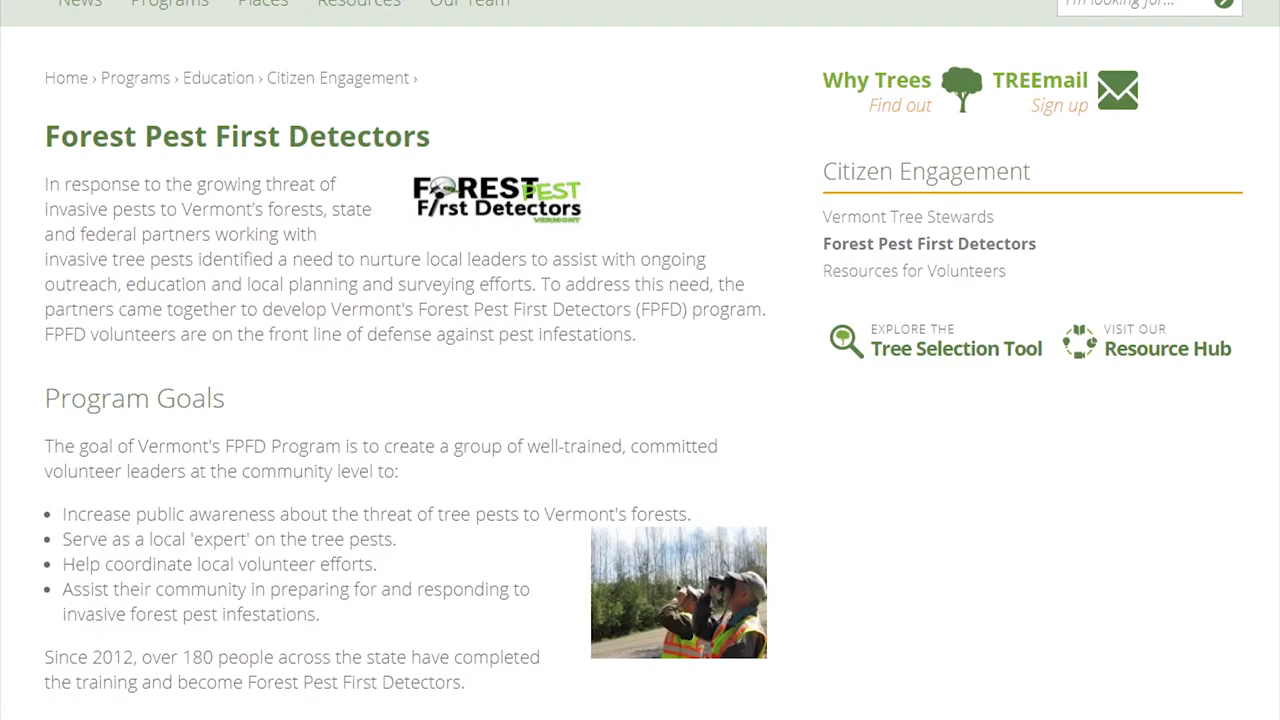 News Programs Places Resources Our Team
I'm looking for...
Home › Programs › Education › Citizen Engagement ›
Forest Pest First Detectors
In response to the growing threat of
invasive pests to Vermont’s forests, state
and federal partners working with
invasive tree pests identified a need to nurture local leaders to assist with ongoing
outreach, education and local planning and surveying efforts. To address this need, the
partners came together to develop Vermont's Forest Pest First Detectors (FPFD) program.
FPFD volunteers are on the front line of defense against pest infestations.
FOREST PEST
First Detectors
VERMONT
Program Goals
The goal of Vermont's FPFD Program is to create a group of well-trained, committed
volunteer leaders at the community level to:
• Increase public awareness about the threat of tree pests to Vermont's forests.
• Serve as a local 'expert' on the tree pests.
• Help coordinate local volunteer efforts.
• Assist their community in preparing for and responding to
invasive forest pest infestations.
Since 2012, over 180 people across the state have completed
the training and become Forest Pest First Detectors.
Why Trees
Find out
TREEmail
Sign up
Citizen Engagement
Vermont Tree Stewards
Forest Pest First Detectors
Resources for Volunteers
EXPLORE THE
Tree Selection Tool
VISIT OUR
Resource Hub